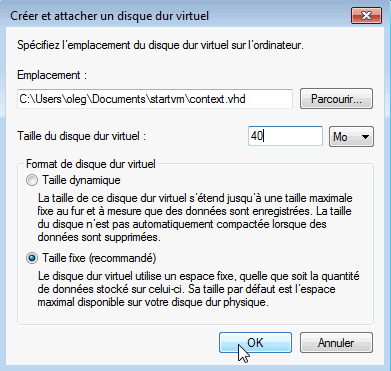 Créer et attacher un disque dur virtuel
Spécifiez l'emplacement du disque dur virtuel sur l'ordinateur.
Emplacement :
C:\Users\oleg\Documents\startvm\context.vhd
Parcourir...
Taille du disque dur virtuel :
40
Mo
Format de disque dur virtuel
Taille dynamique
La taille de ce disque dur virtuel s'étend jusqu'à une taille maximale
fixe au fur et à mesure que des données sont enregistrées. La taille
du disque n'est pas automatiquement compactée lorsque des
données sont supprimées.
Taille fixe (recommandé)
Le disque dur virtuel utilise un espace fixe, quelle que soit la quantité
de données stocké sur celui-ci. Sa taille par défaut est l'espace
maximal disponible sur votre disque dur physique.
OK
Annuler